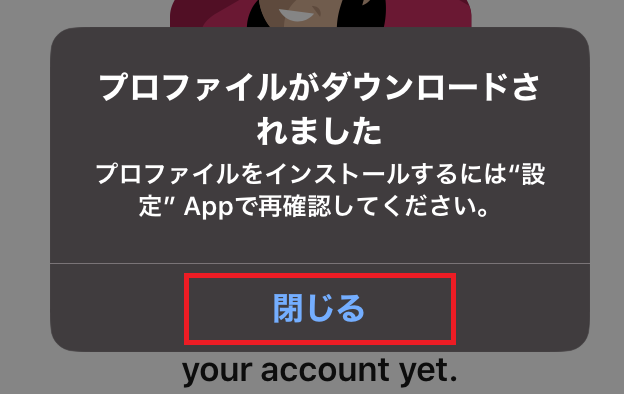 プロファイルがダウンロードさ
れました
プロファイルをインストールするには“設
定” Appで再確認してください。
閉じる
your account yet.